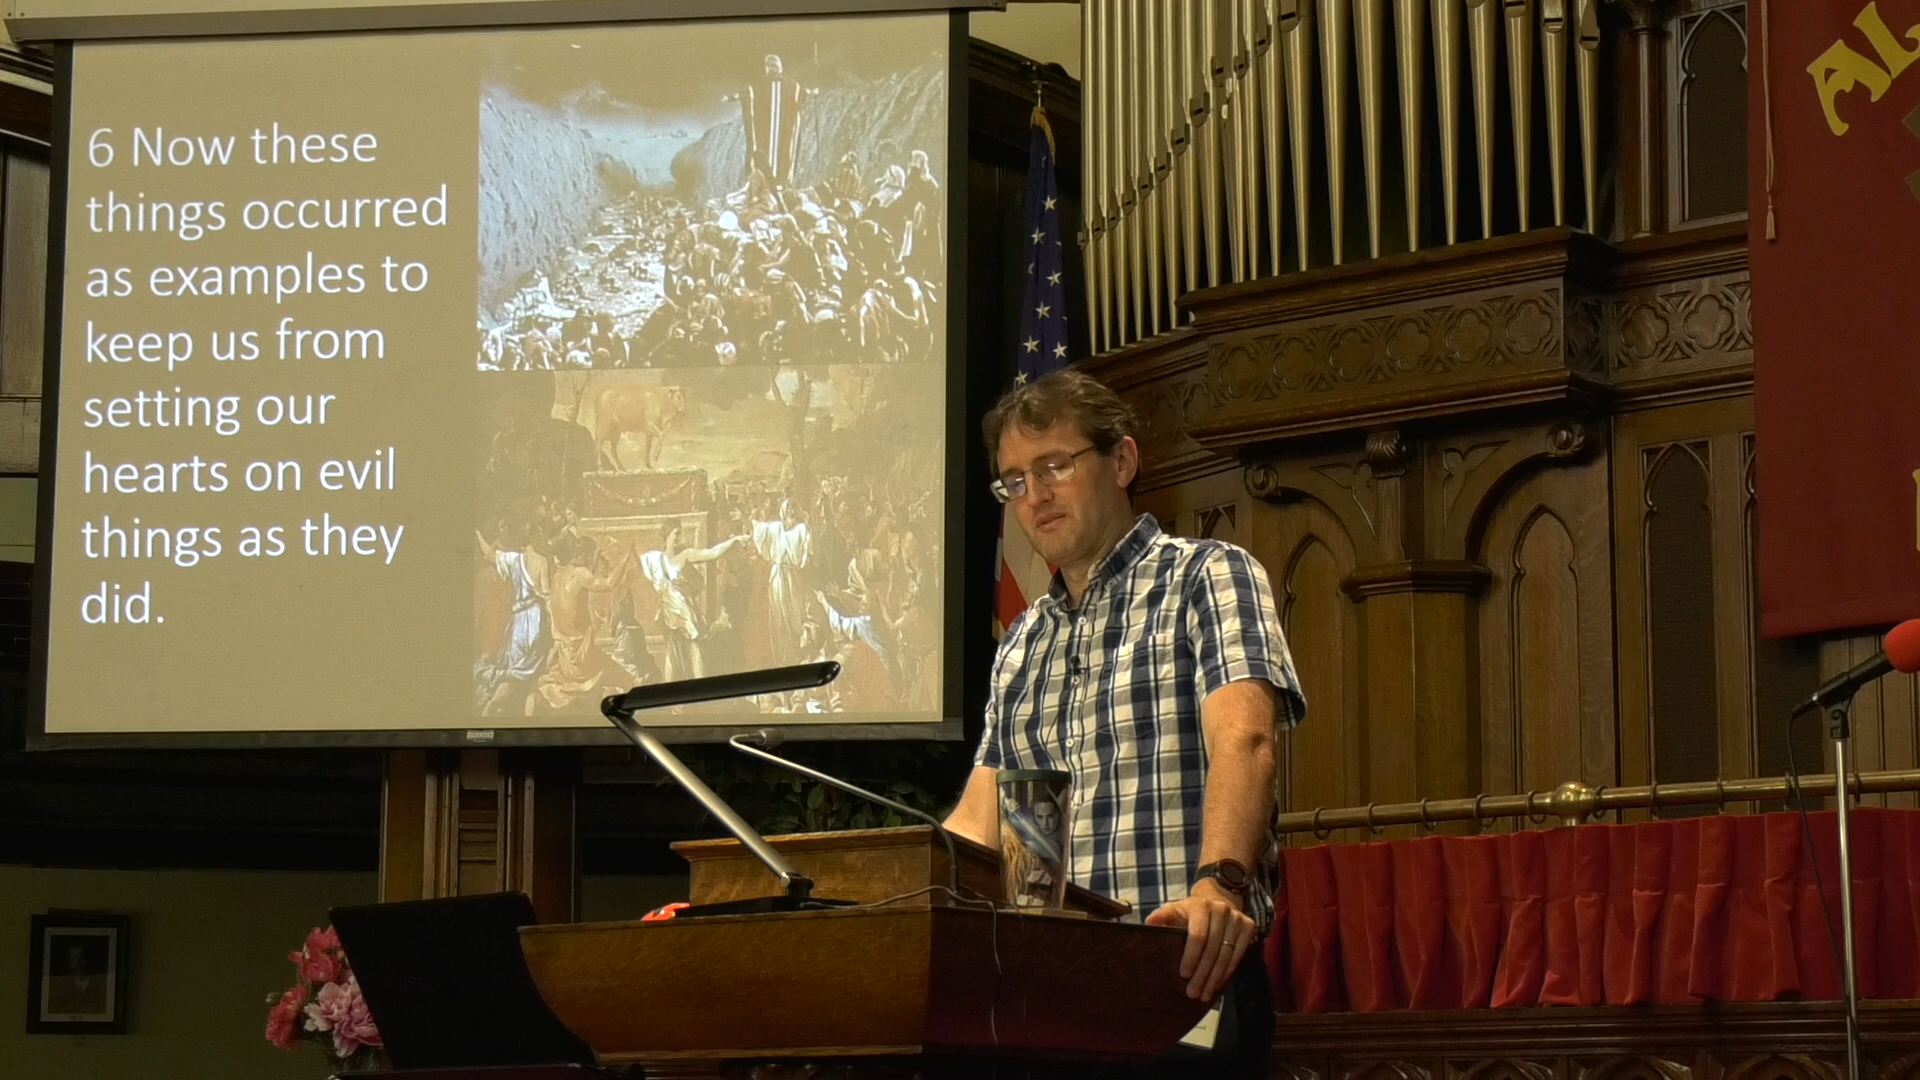 6 Now these
things occurred
as examples to
keep us from
setting our
hearts on evil
things as they
did.
AL